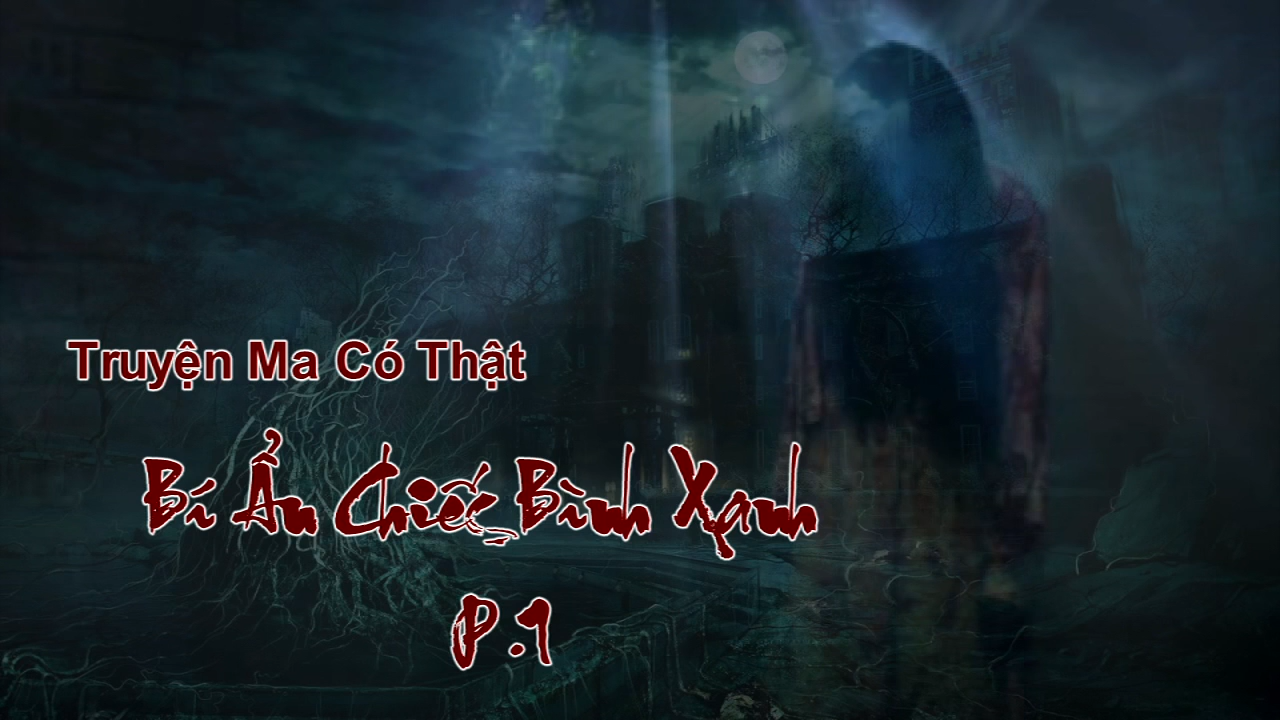 Truyện Ma Có Thật
Bí Ẩn Chiếc Bình Xanh
P.1